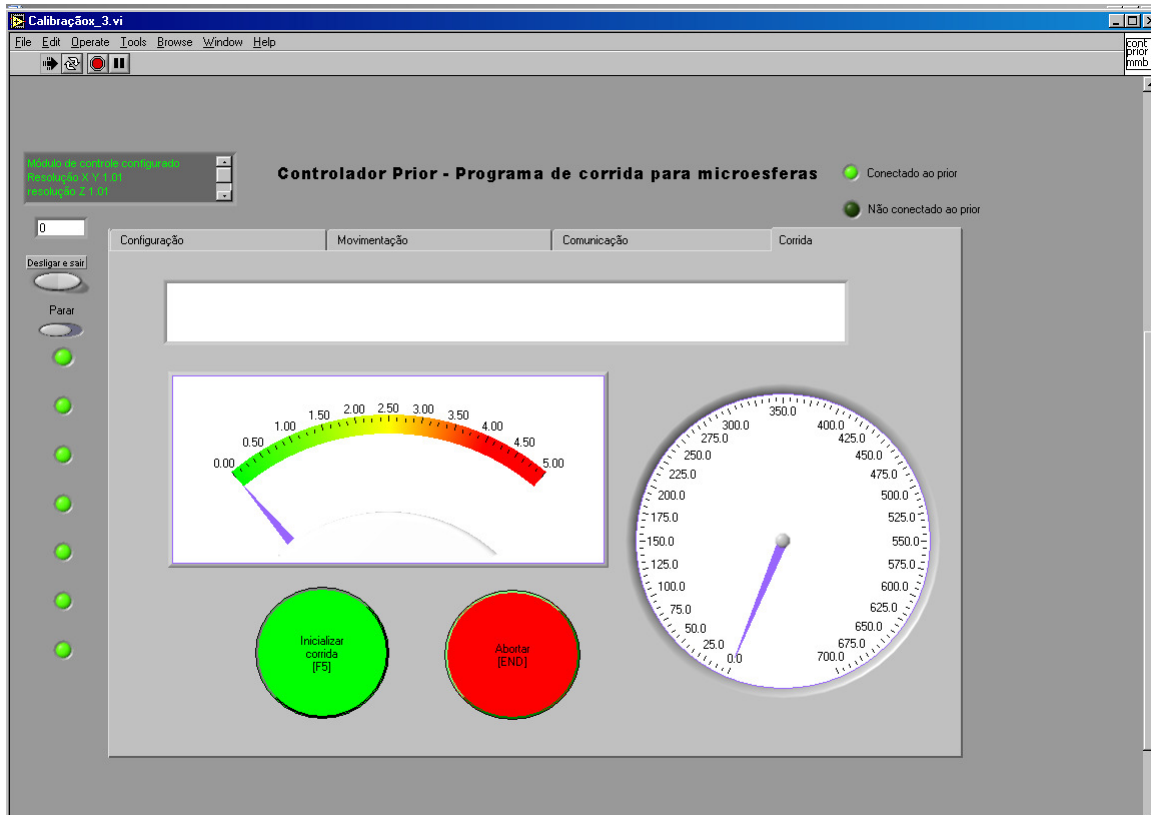 Calibraçãox_3.vi
File Edit Operate Tools Browse Window Help
cont
prior
mmb
Módulo de controle configurado
Resolução X Y 1.01
resolução Z 1.01
Controlador Prior - Programa de corrida para microesferas
Conectado ao prior
Não conectado ao prior
0
Desligar e sair
Parar
Configuração Movimentação Comunicação Corrida
0.00 0.50 1.00 1.50 2.00 2.50 3.00 3.50 4.00 4.50 5.00
0.0 25.0 50.0 75.0 100.0 125.0 150.0 175.0 200.0 225.0 250.0 275.0 300.0 350.0 400.0 425.0 450.0 475.0 500.0 525.0 550.0 575.0 600.0 625.0 650.0 675.0 700.0
Inicializar
corrida
[F5]
Abortar
[END]